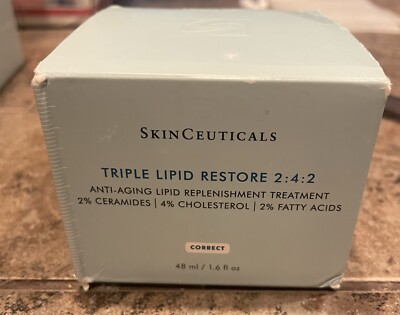 SKINCEUTICALS
TRIPLE LIPID RESTORE 2:4:2
ANTI-AGING LIPID REPLENISHMENT TREATMENT
2% CERAMIDES | 4% CHOLESTEROL | 2% FATTY ACIDS
CORRECT
48 ml / 1.6 fl oz